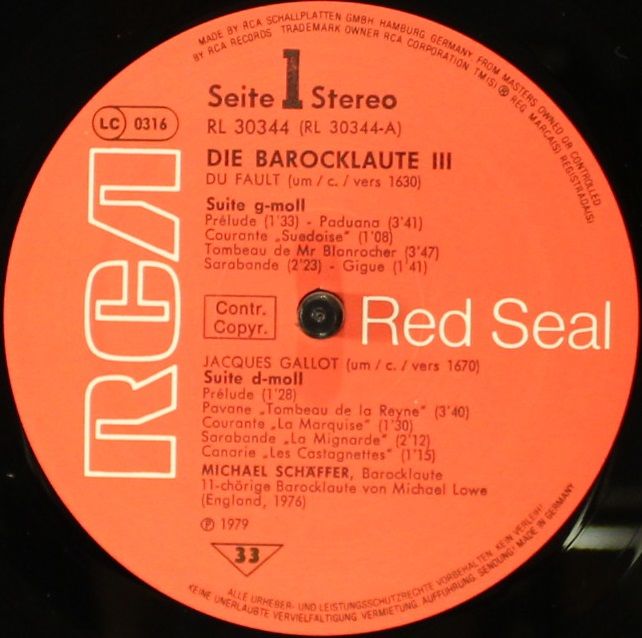 MADE BY RCA SCHALLPLATTEN GMBH HAMBURG, GERMANY, FROM MASTERS OWNED OR CONTROLLED
BY RCA RECORDS TRADEMARK OWNER RCA CORPORATION TM(S) ® REG. MARCA(S) REGISTRADA(S)
Seite 1 Stereo
RL 30344 (RL 30344-A)
LC 0316
DIE BAROCKLAUTE III
DU FAULT (um / c. / vers 1630)
Suite g-moll
Prélude (1'33) - Paduana (3'41)
Courante „Suedoise" (1'08)
Tombeau de Mr Blanrocher (3'47)
Sarabande (2'23) - Gigue (1'41)
Contr.
Copyr.
RCA
Red Seal
JACQUES GALLOT (um / c. / vers 1670)
Suite d-moll
Prélude (1'28)
Pavane „Tombeau de la Reyne" (3'40)
Courante „La Marquise" (1'30)
Sarabande „La Mignarde" (2'12)
Canarie „Les Castagnettes" (1'15)
MICHAEL SCHÄFFER, Barocklaute
11-chörige Barocklaute von Michael Lowe
(England, 1976)
℗ 1979
33
ALLE URHEBER- UND LEISTUNGSSCHUTZRECHTE VORBEHALTEN. KEIN VERLEIH!
KEINE UNERLAUBTE VERVIELFÄLTIGUNG, VERMIETUNG, AUFFÜHRUNG, SENDUNG! MADE IN GERMANY